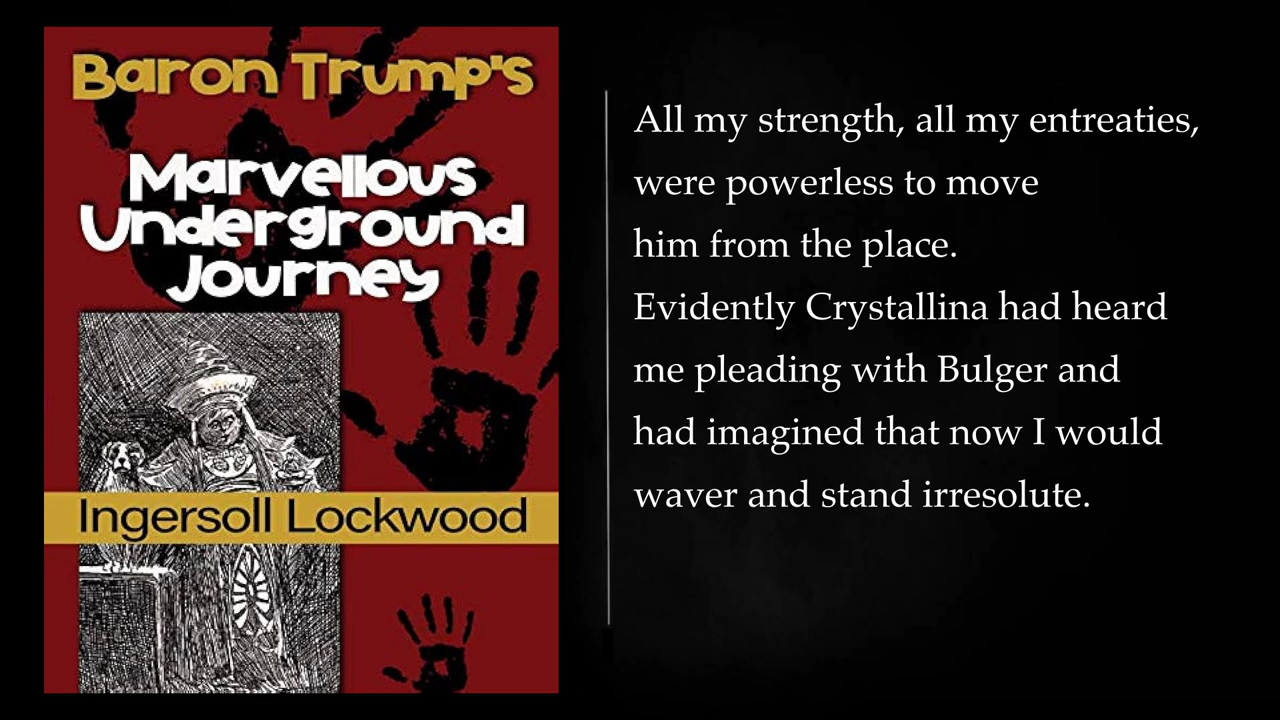 Baron Trump's
Marvellous
Underground
Journey
Ingersoll Lockwood
All my strength, all my entreaties,
were powerless to move
him from the place.
Evidently Crystallina had heard
me pleading with Bulger and
had imagined that now I would
waver and stand irresolute.